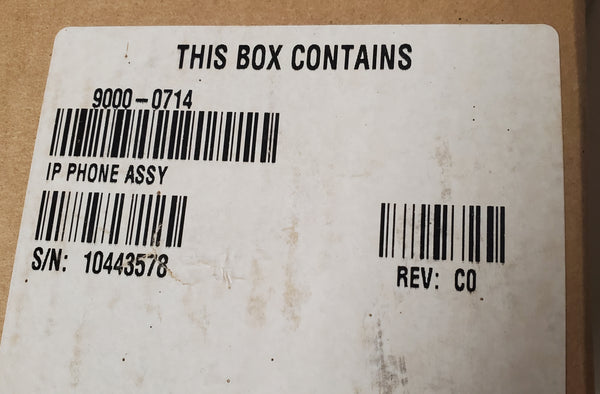 THIS BOX CONTAINS
9000-0714
IP PHONE ASSY
S/N: 10443578
REV: C0